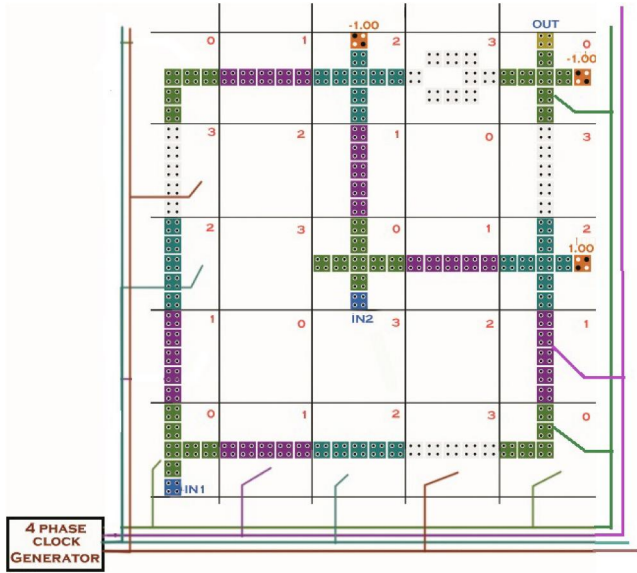 -1.00
OUT
0 1 2 3 0
-1.00
3 2 1 0 3
2 3 0 1 2
1.00
IN2
1 0 3 2 1
0 1 2 3 0
IN1
4 PHASE
CLOCK
GENERATOR